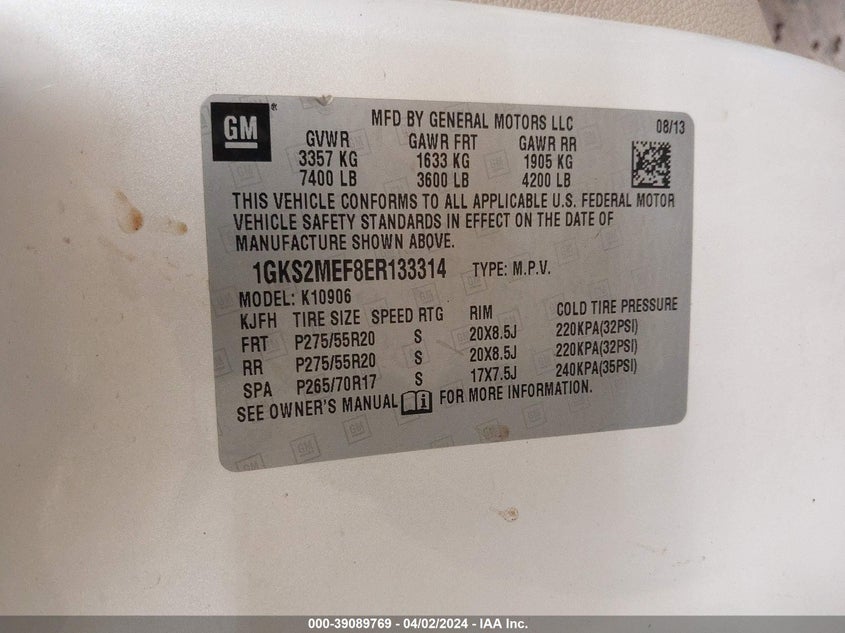 GM
MFD BY GENERAL MOTORS LLC 08/13
GVWR GAWR FRT GAWR RR
3357 KG 1633 KG 1905 KG
7400 LB 3600 LB 4200 LB
THIS VEHICLE CONFORMS TO ALL APPLICABLE U.S. FEDERAL MOTOR
VEHICLE SAFETY STANDARDS IN EFFECT ON THE DATE OF
MANUFACTURE SHOWN ABOVE.
1GKS2MEF8ER133314 TYPE: M.P.V.
MODEL: K10906
KJFH TIRE SIZE SPEED RTG RIM COLD TIRE PRESSURE
FRT P275/55R20 S 20X8.5J 220KPA(32PSI)
RR P275/55R20 S 20X8.5J 220KPA(32PSI)
SPA P265/70R17 S 17X7.5J 240KPA(35PSI)
SEE OWNER'S MANUAL i FOR MORE INFORMATION.
000-39089769 - 04/02/2024 - IAA Inc.